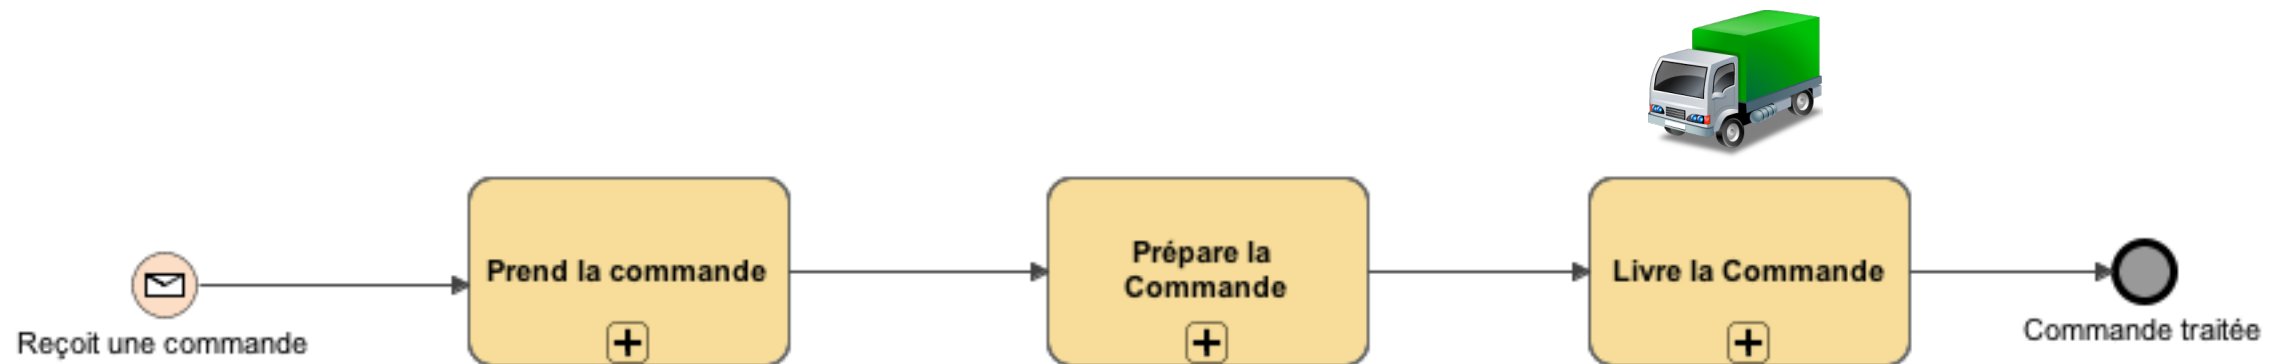 Reçoit une commande
Prend la commande
Prépare la
Commande
Livre la Commande
Commande traitée